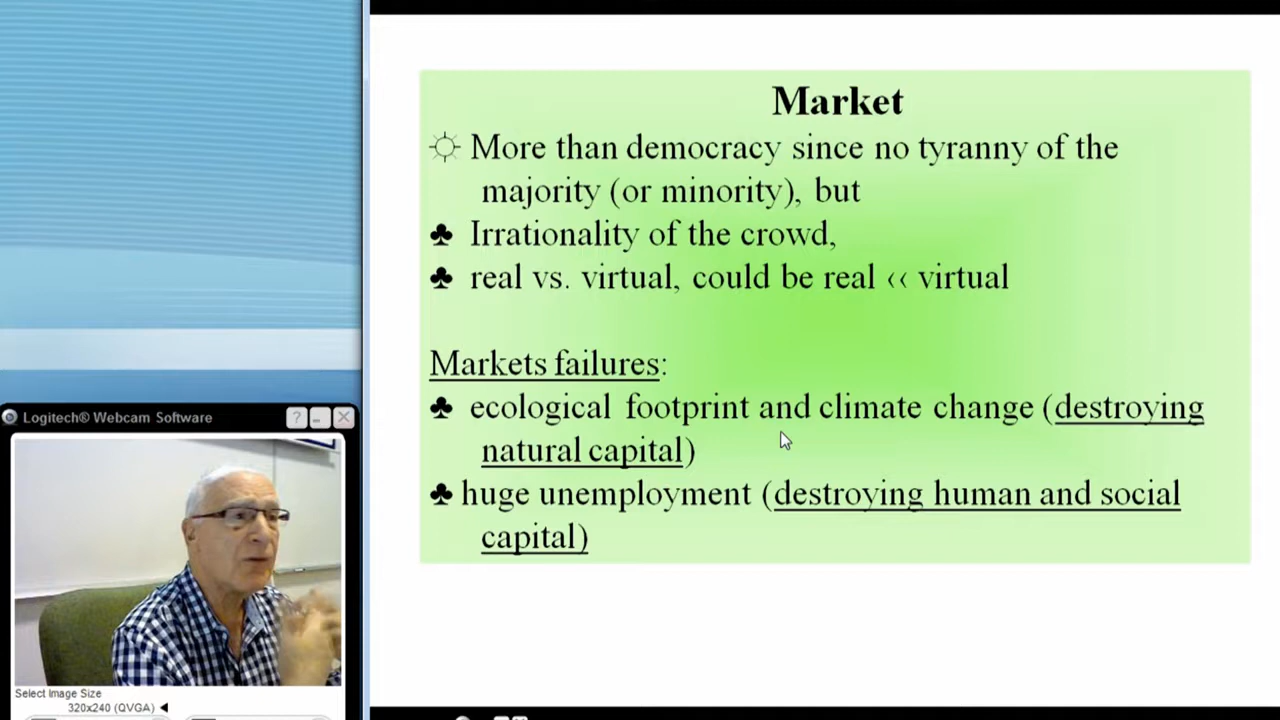 Market
☼ More than democracy since no tyranny of the
majority (or minority), but
♣ Irrationality of the crowd,
♣ real vs. virtual, could be real ‹‹ virtual
Markets failures:
♣ ecological footprint and climate change (destroying
natural capital)
♣ huge unemployment (destroying human and social
capital)
Logitech® Webcam Software
Select Image Size
320x240 (QVGA) ◀